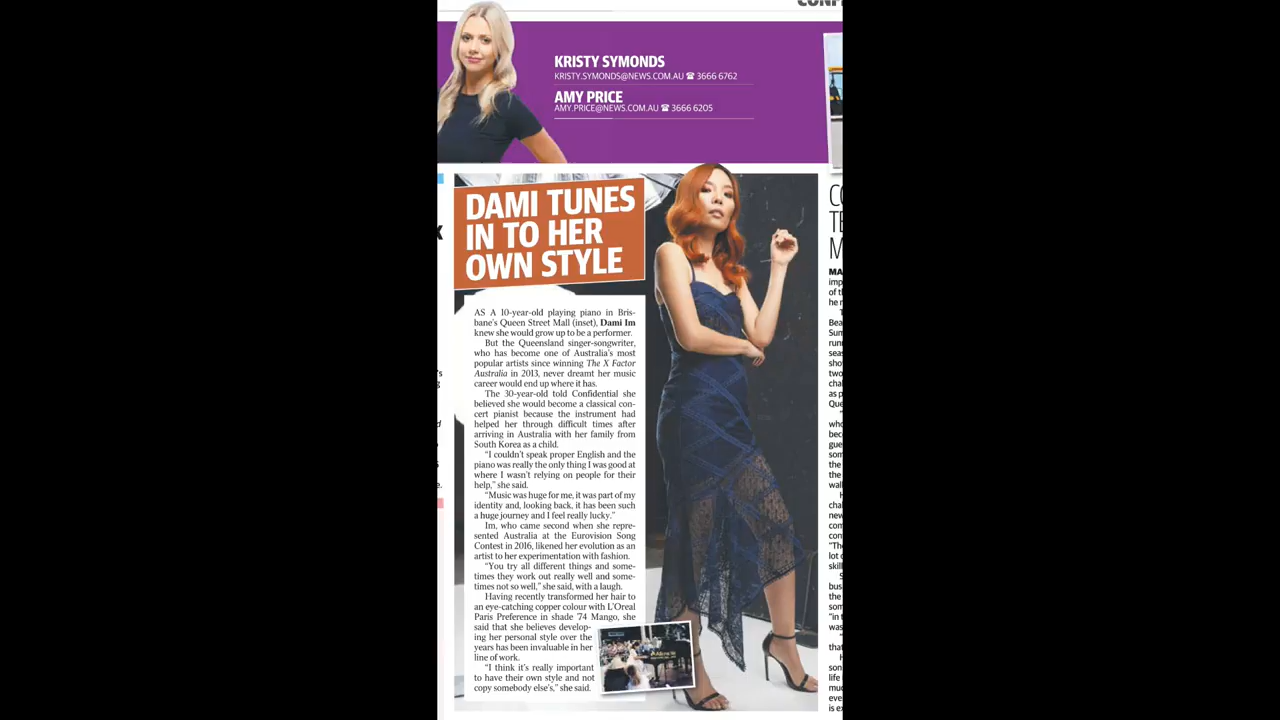 KRISTY SYMONDS
KRISTY.SYMONDS@NEWS.COM.AU ☎ 3666 6762
AMY PRICE
AMY.PRICE@NEWS.COM.AU ☎ 3666 6205
DAMI TUNES
IN TO HER
OWN STYLE
AS A 10-year-old playing piano in Bris-
bane's Queen Street Mall (inset), Dami Im
knew she would grow up to be a performer.
But the Queensland singer-songwriter,
who has become one of Australia's most
popular artists since winning The X Factor
Australia in 2013, never dreamt her music
career would end up where it has.
The 30-year-old told Confidential she
believed she would become a classical con-
cert pianist because the instrument had
helped her through difficult times after
arriving in Australia with her family from
South Korea as a child.
"I couldn't speak proper English and the
piano was really the only thing I was good at
where I wasn't relying on people for their
help," she said.
"Music was huge for me, it was part of my
identity and, looking back, it has been such
a huge journey and I feel really lucky."
Im, who came second when she repre-
sented Australia at the Eurovision Song
Contest in 2016, likened her evolution as an
artist to her experimentation with fashion.
"You try all different things and some-
times they work out really well and some-
times not so well," she said, with a laugh.
Having recently transformed her hair to
an eye-catching copper colour with L'Oreal
Paris Preference in shade '74 Mango, she
said that she believes develop-
ing her personal style over the
years has been invaluable in her
line of work.
"I think it's really important
to have their own style and not
copy somebody else's," she said.